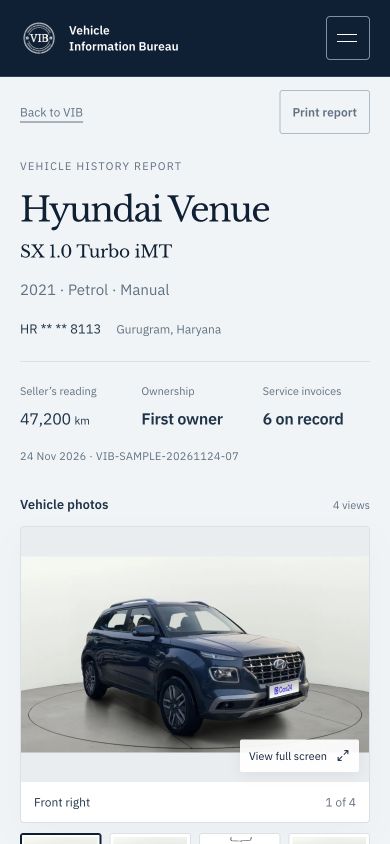 VIB
Vehicle
Information Bureau
Back to VIB
Print report
VEHICLE HISTORY REPORT
Hyundai Venue
SX 1.0 Turbo iMT
2021 · Petrol · Manual
HR ** ** 8113 Gurugram, Haryana
Seller's reading Ownership Service invoices
47,200 km First owner 6 on record
24 Nov 2026 · VIB-SAMPLE-20261124-07
Vehicle photos 4 views
Cars24
View full screen
Front right 1 of 4